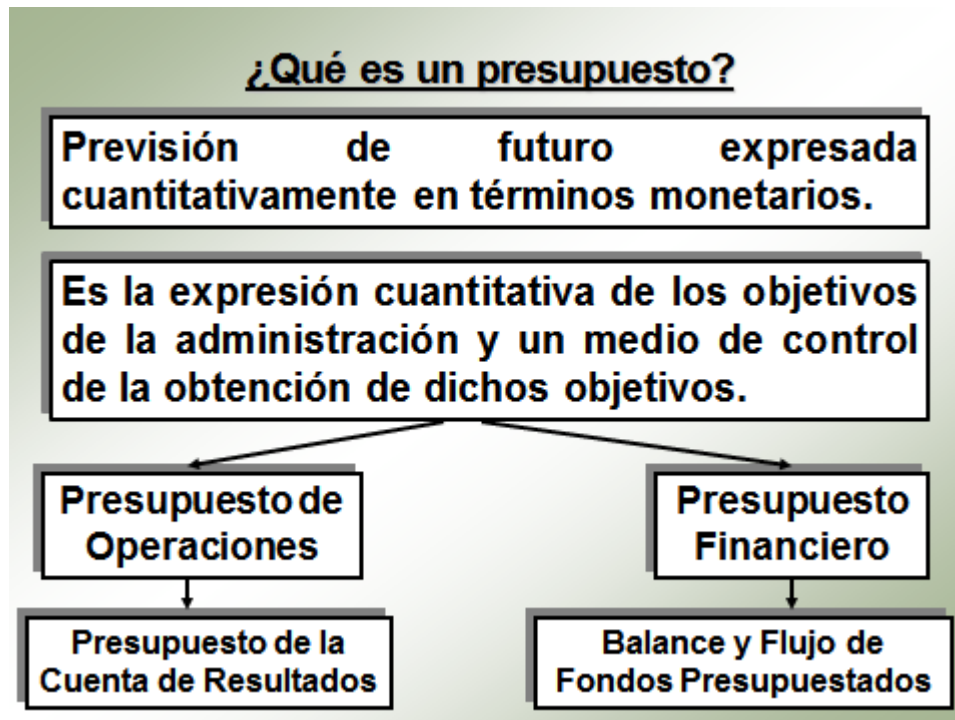 ¿Qué es un presupuesto?
Previsión de futuro expresada
cuantitativamente en términos monetarios.
Es la expresión cuantitativa de los objetivos
de la administración y un medio de control
de la obtención de dichos objetivos.
Presupuesto de
Operaciones
Presupuesto
Financiero
Presupuesto de la
Cuenta de Resultados
Balance y Flujo de
Fondos Presupuestados